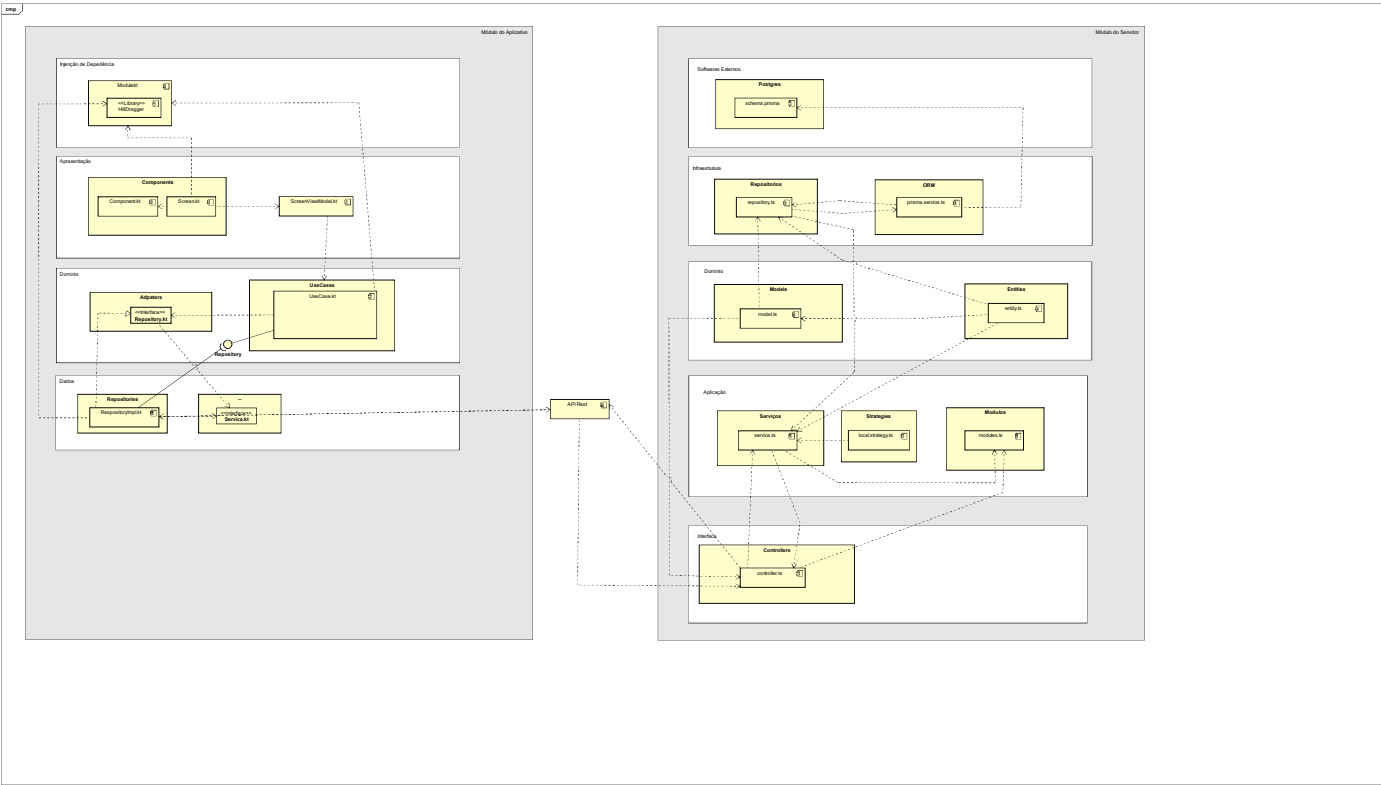 cmp
Módulo do Aplicativo
Injeção de Depedência
Module.kt
<<Library>>
HiltDragger
Apresentação
Components
Component.kt
Screen.kt
ScreenViewModel.kt
Dominio
Adpaters
<<Interface>>
Repository.kt
UseCases
UseCase.kt
Repository
Dados
Repositories
RespositoryImpl.kt
<<Interface>>
Service.kt
API Rest
Módulo do Servidor
Softwares Externos
Postgres
schema.prisma
Infraestrutura
Repositorios
repository.ts
ORM
prisma.service.ts
Dominio
Models
model.ts
Entities
entity.ts
Aplicação
Serviços
service.ts
Strategies
local.strategy.ts
Modulos
modules.ts
Interface
Controllers
controller.ts